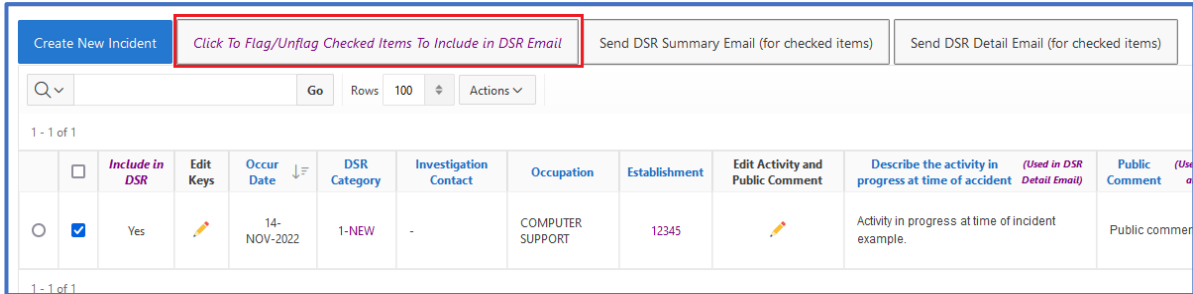 Create New Incident
Click To Flag/Unflag Checked Items To Include in DSR Email
Send DSR Summary Email (for checked items)
Send DSR Detail Email (for checked items)
Go
Rows 100
Actions
1 - 1 of 1
Include in DSR
Edit Keys
Occur Date
DSR Category
Investigation Contact
Occupation
Establishment
Edit Activity and Public Comment
Describe the activity in progress at time of accident
(Used in DSR Detail Email)
Public Comment
Yes
14-NOV-2022
1-NEW
-
COMPUTER SUPPORT
12345
Activity in progress at time of incident example.
Public
1 - 1 of 1